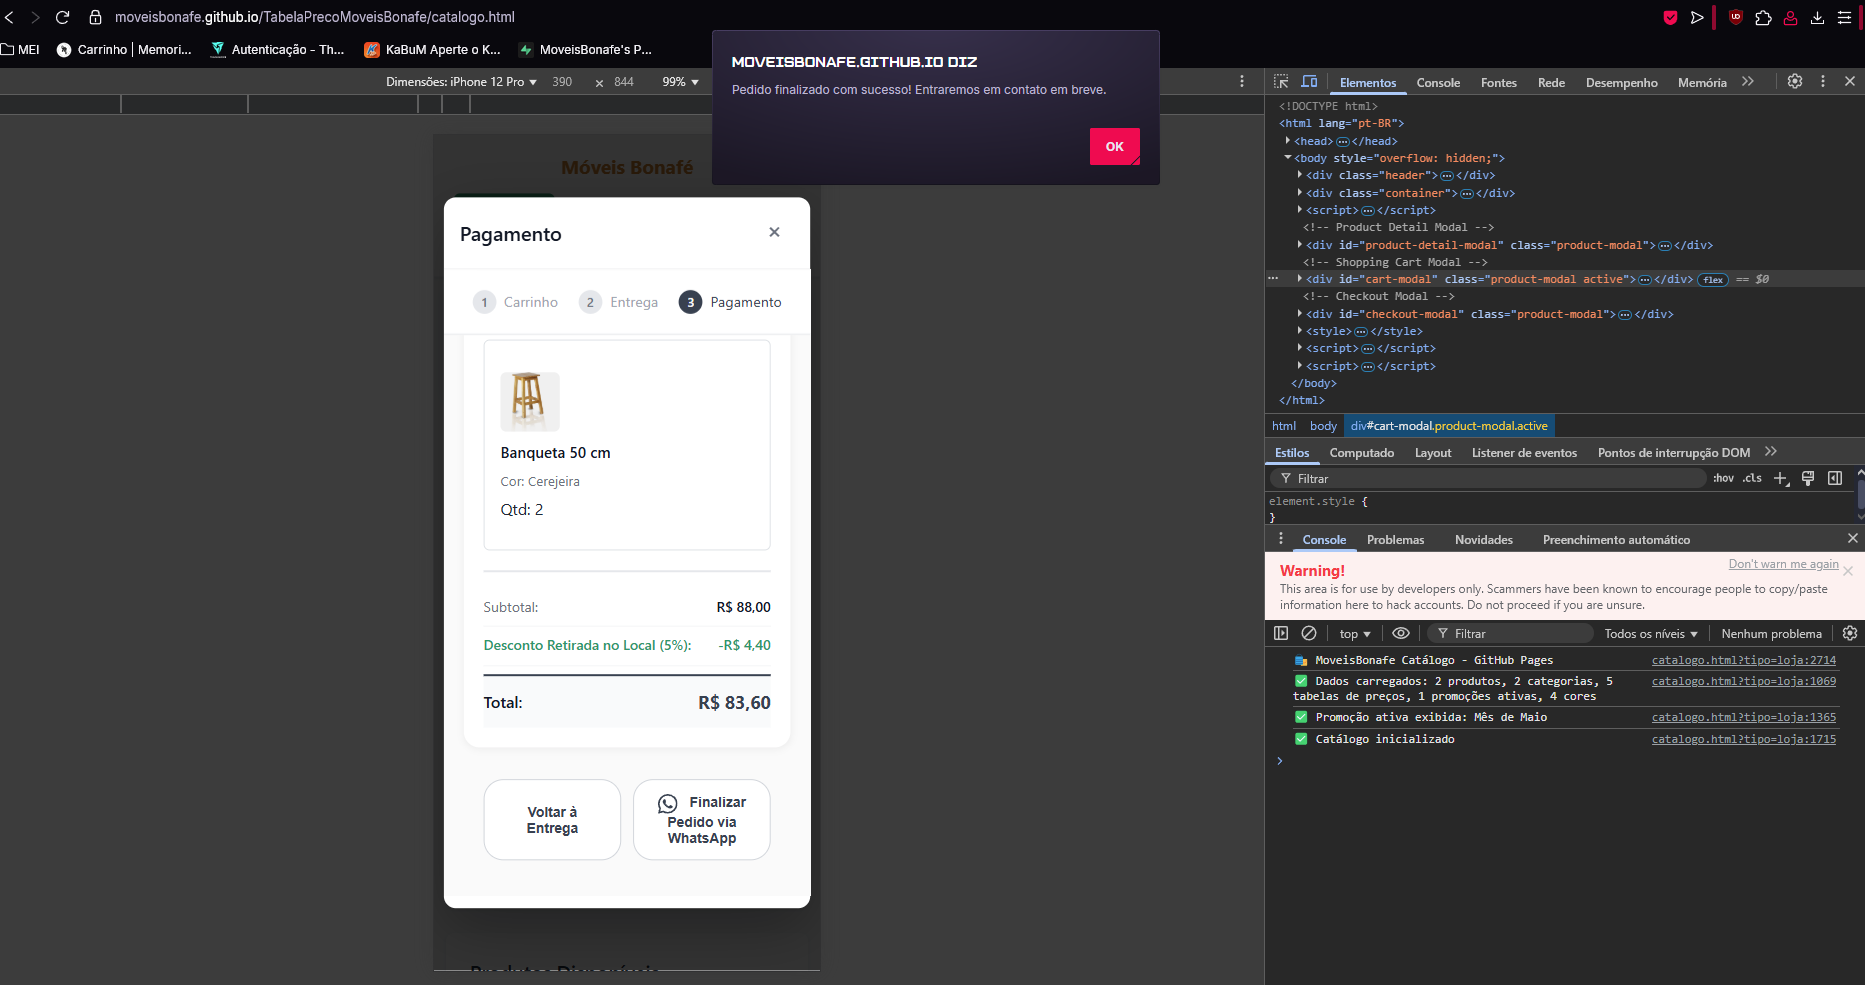 moveisbonafe.github.io/TabelaPrecoMoveisBonafe/catalogo.html
MEI
Carrinho | Memori...
Autenticação - Th...
KaBuM Aperte o K...
MoveisBonafe's P...
MOVEISBONAFE.GITHUB.IO DIZ
Pedido finalizado com sucesso! Entraremos em contato em breve.
OK
Dimensões: iPhone 12 Pro
390
×
844
99%
Móveis Bonafé
Pagamento
×
1 Carrinho
2 Entrega
3 Pagamento
Banqueta 50 cm
Cor: Cerejeira
Qtd: 2
Subtotal: R$ 88,00
Desconto Retirada no Local (5%): -R$ 4,40
Total: R$ 83,60
Voltar à
Entrega
Finalizar
Pedido via
WhatsApp
Produtos Disponíveis
Elementos Console Fontes Rede Desempenho Memória
<!DOCTYPE html>
<html lang="pt-BR">
<head>…</head>
<body style="overflow: hidden;">
<div class="header">…</div>
<div class="container">…</div>
<script>…</script>
<!-- Product Detail Modal -->
<div id="product-detail-modal" class="product-modal">…</div>
<!-- Shopping Cart Modal -->
<div id="cart-modal" class="product-modal active">…</div> flex == $0
<!-- Checkout Modal -->
<div id="checkout-modal" class="product-modal">…</div>
<style>…</style>
<script>…</script>
<script>…</script>
</body>
</html>
html body div#cart-modal.product-modal.active
Estilos Computado Layout Listener de eventos Pontos de interrupção DOM
Filtrar
:hov .cls
element.style {
}
Console Problemas Novidades Preenchimento automático
Don't warn me again
Warning!
This area is for use by developers only. Scammers have been known to encourage people to copy/paste
information here to hack accounts. Do not proceed if you are unsure.
top
Filtrar
Todos os níveis
Nenhum problema
MoveisBonafe Catálogo - GitHub Pages catalogo.html?tipo=loja:2714
Dados carregados: 2 produtos, 2 categorias, 5 catalogo.html?tipo=loja:1069
tabelas de preços, 1 promoções ativas, 4 cores
Promoção ativa exibida: Mês de Maio catalogo.html?tipo=loja:1365
Catálogo inicializado catalogo.html?tipo=loja:1715